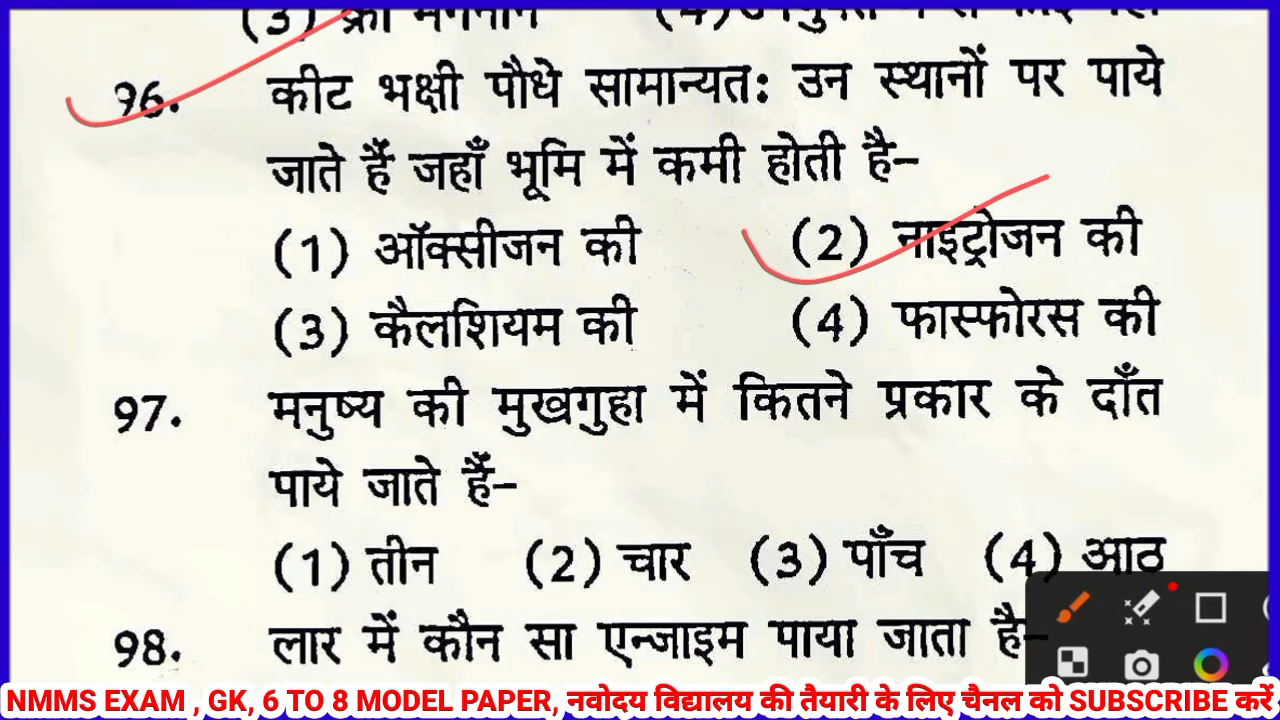 96. कीट भक्षी पौधे सामान्यतः उन स्थानों पर पाये
जाते हैं जहाँ भूमि में कमी होती है-
(1) ऑक्सीजन की (2) नाइट्रोजन की
(3) कैलशियम की (4) फास्फोरस की
97. मनुष्य की मुखगुहा में कितने प्रकार के दाँत
पाये जाते हैं-
(1) तीन (2) चार (3) पाँच (4) आठ
98. लार में कौन सा एन्जाइम पाया जाता है-
NMMS EXAM , GK, 6 TO 8 MODEL PAPER, नवोदय विद्यालय की तैयारी के लिए चैनल को SUBSCRIBE करें